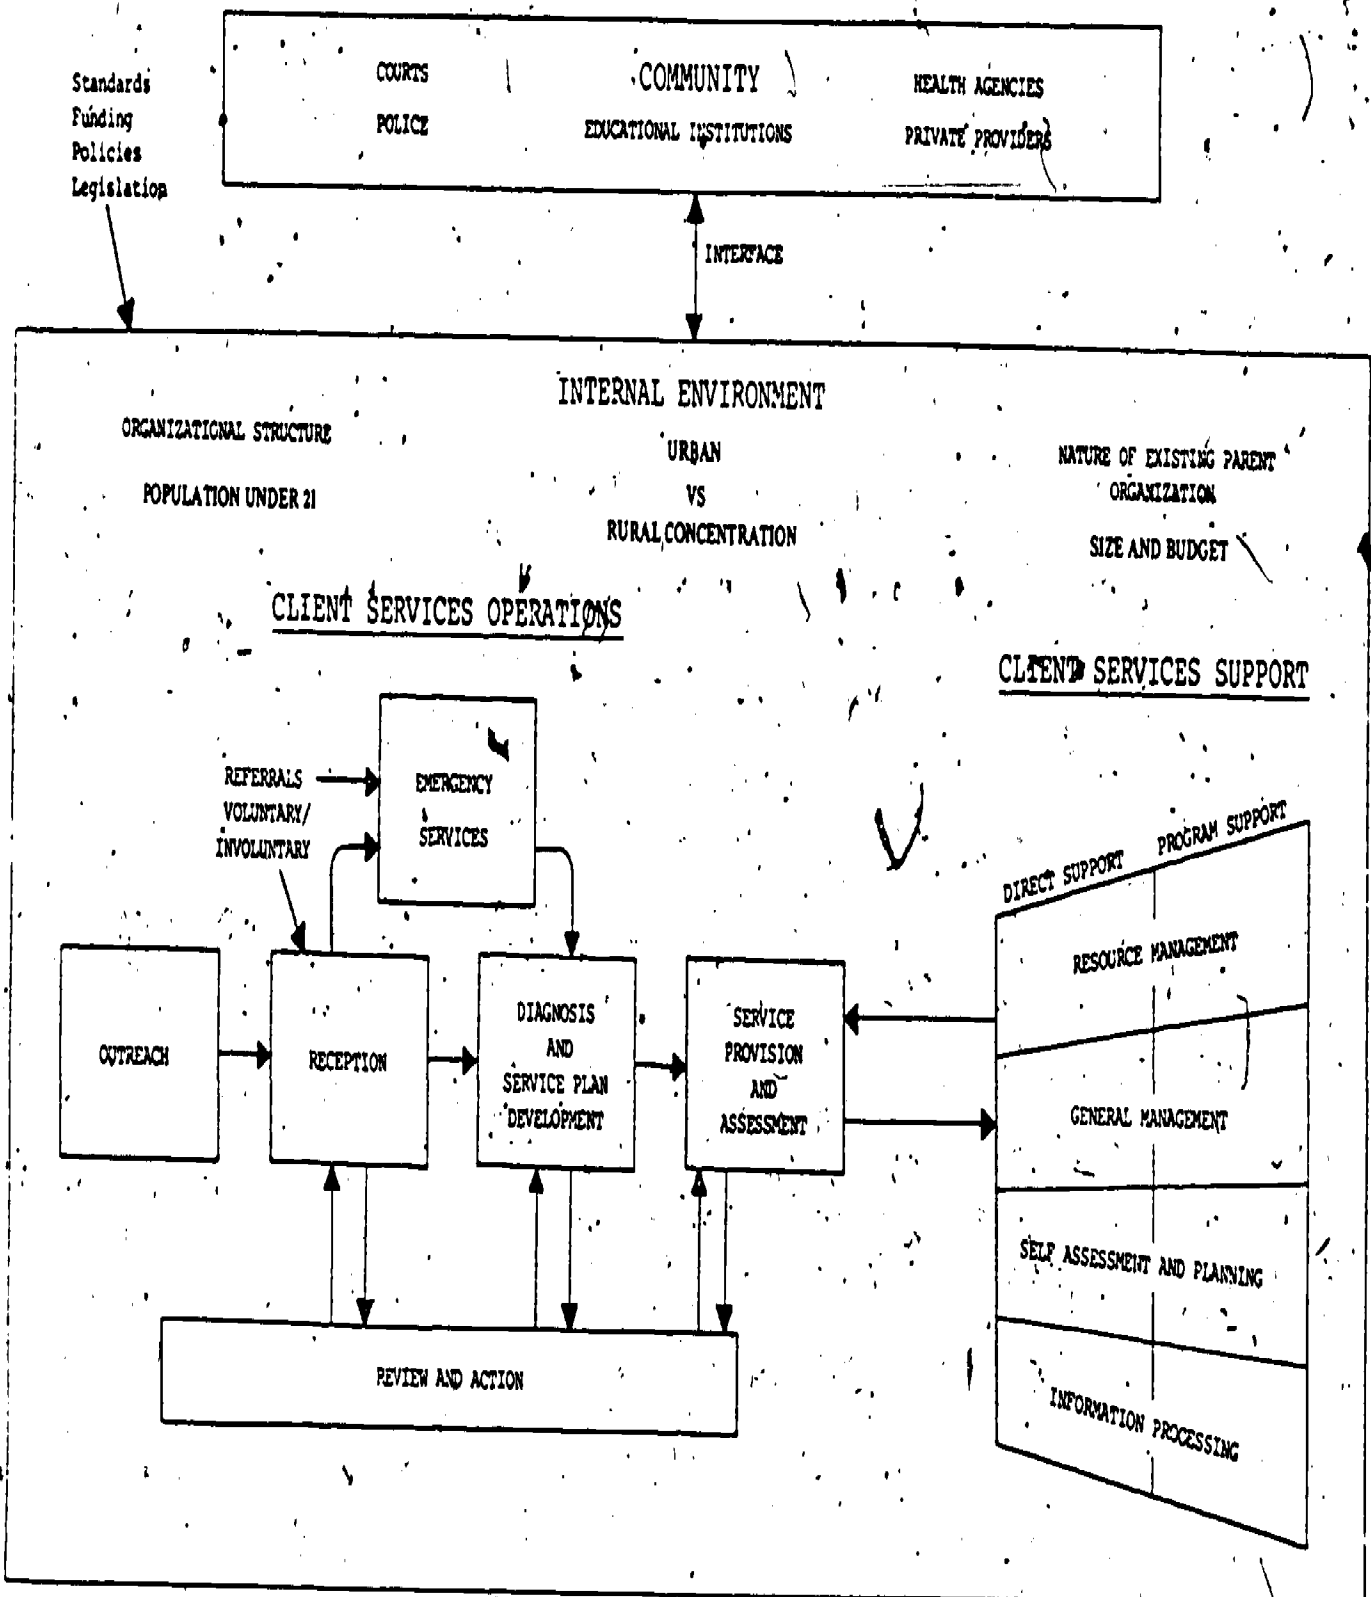 Standards
Funding
Policies
Legislation
COURTS
POLICE
COMMUNITY
EDUCATIONAL INSTITUTIONS
HEALTH AGENCIES
PRIVATE PROVIDERS
INTERFACE
INTERNAL ENVIRONMENT
ORGANIZATIONAL STRUCTURE
POPULATION UNDER 21
URBAN
VS
RURAL CONCENTRATION
NATURE OF EXISTING PARENT
ORGANIZATION
SIZE AND BUDGET
CLIENT SERVICES OPERATIONS
CLIENT SERVICES SUPPORT
REFERRALS
VOLUNTARY/
INVOLUNTARY
EMERGENCY
SERVICES
OUTREACH
RECEPTION
DIAGNOSIS
AND
SERVICE PLAN
DEVELOPMENT
SERVICE
PROVISION
AND
ASSESSMENT
REVIEW AND ACTION
DIRECT SUPPORT
PROGRAM SUPPORT
RESOURCE MANAGEMENT
GENERAL MANAGEMENT
SELF ASSESSMENT AND PLANNING
INFORMATION PROCESSING